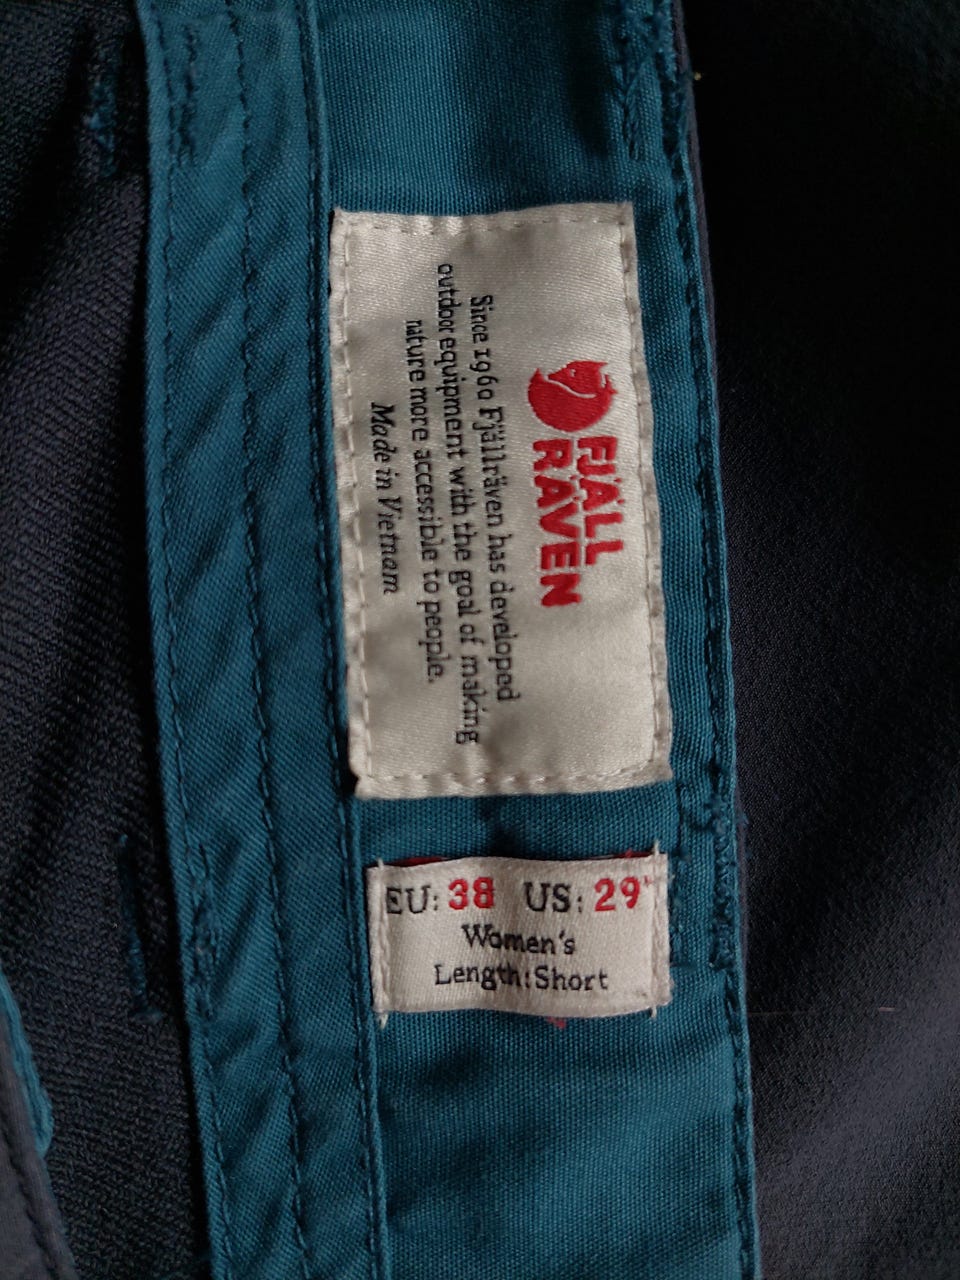 FJÄLL
RÄVEN
Since 1960 Fjällräven has developed
outdoor equipment with the goal of making
nature more accessible to people.
Made in Vietnam
EU: 38 US: 29"
Women's
Length: Short